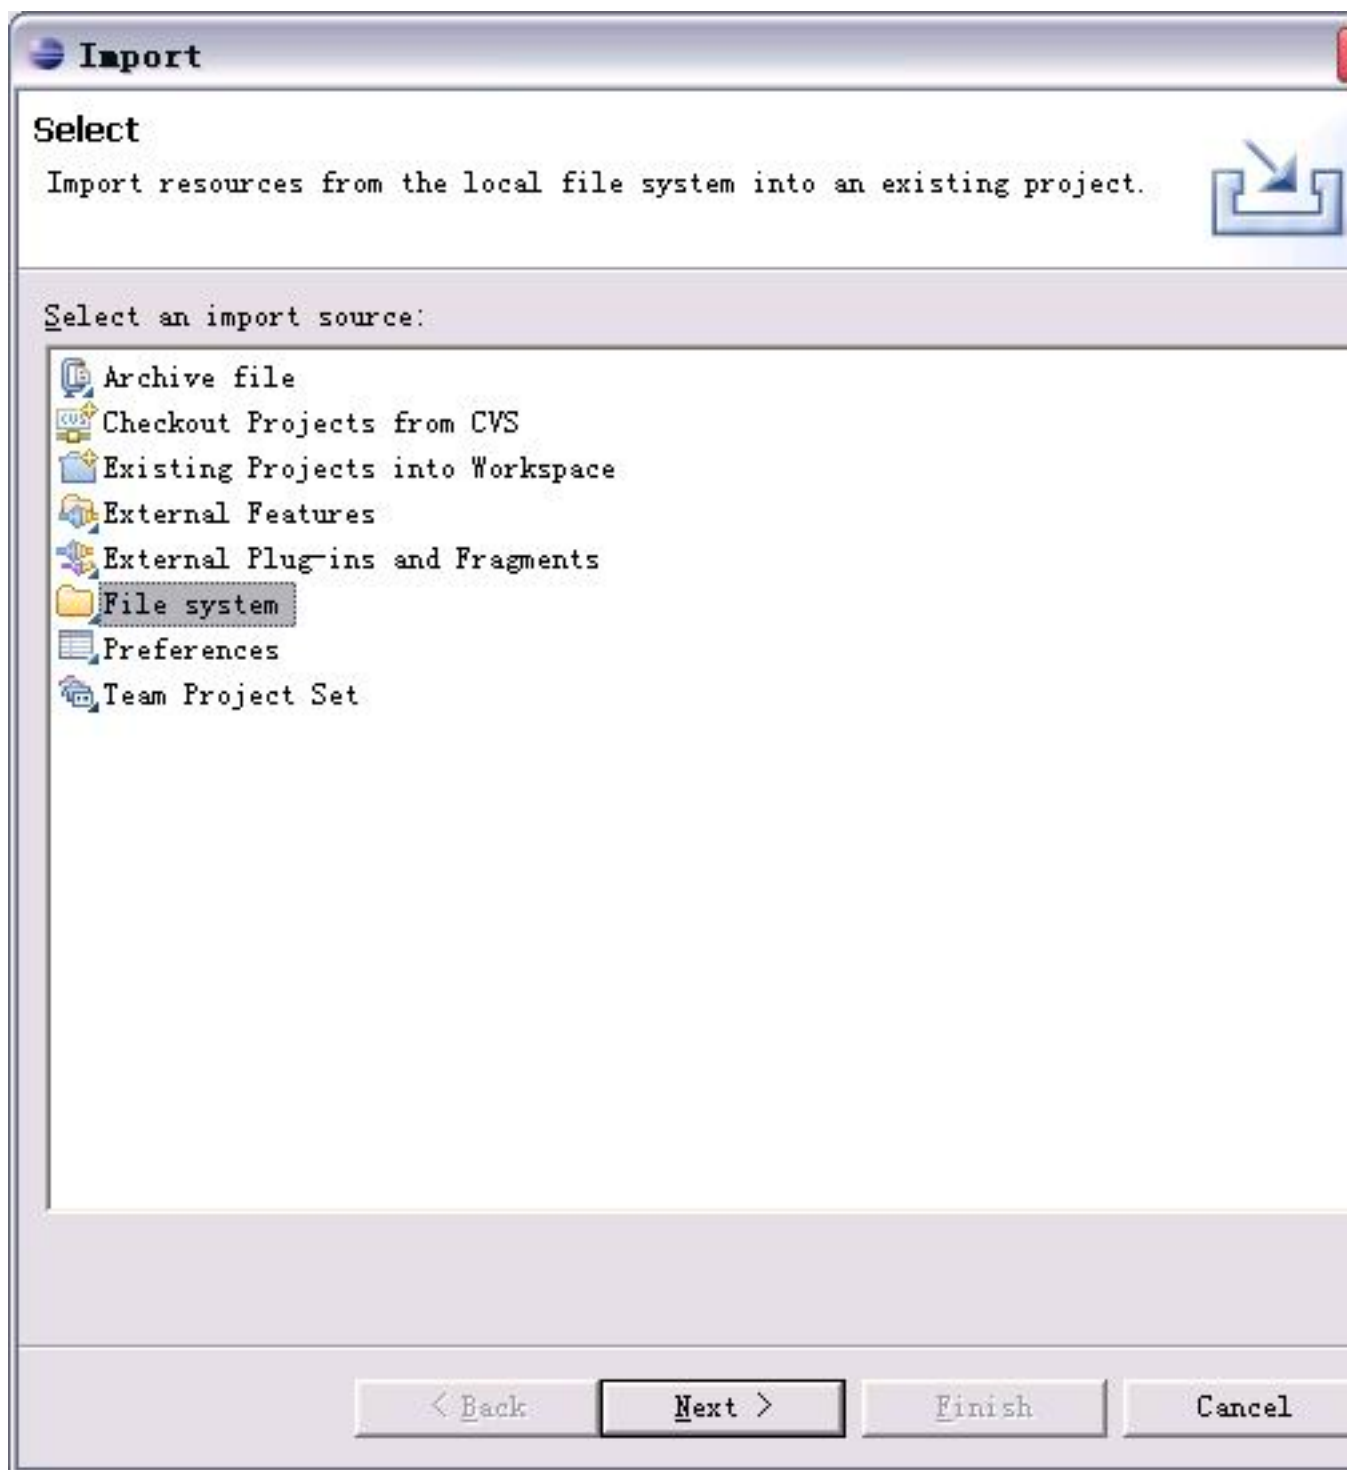 Import
Select
Import resources from the local file system into an existing project.
Select an import source:
Archive file
CVS
Checkout Projects from CVS
Existing Projects into Workspace
External Features
External Plug-ins and Fragments
File system
Preferences
Team Project Set
< Back Next > Finish Cancel